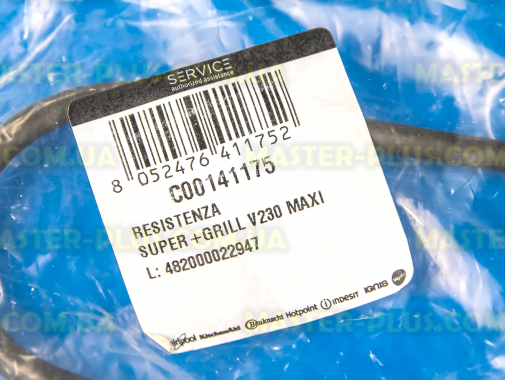 SERVICE
authorized assistance
8 052476 411752
C00141175
RESISTENZA
SUPER+GRILL V230 MAXI
L: 482000022947
Whirlpool KitchenAid Bauknecht Hotpoint indesit IGNIS
MASTER-PLUS.COM.UA